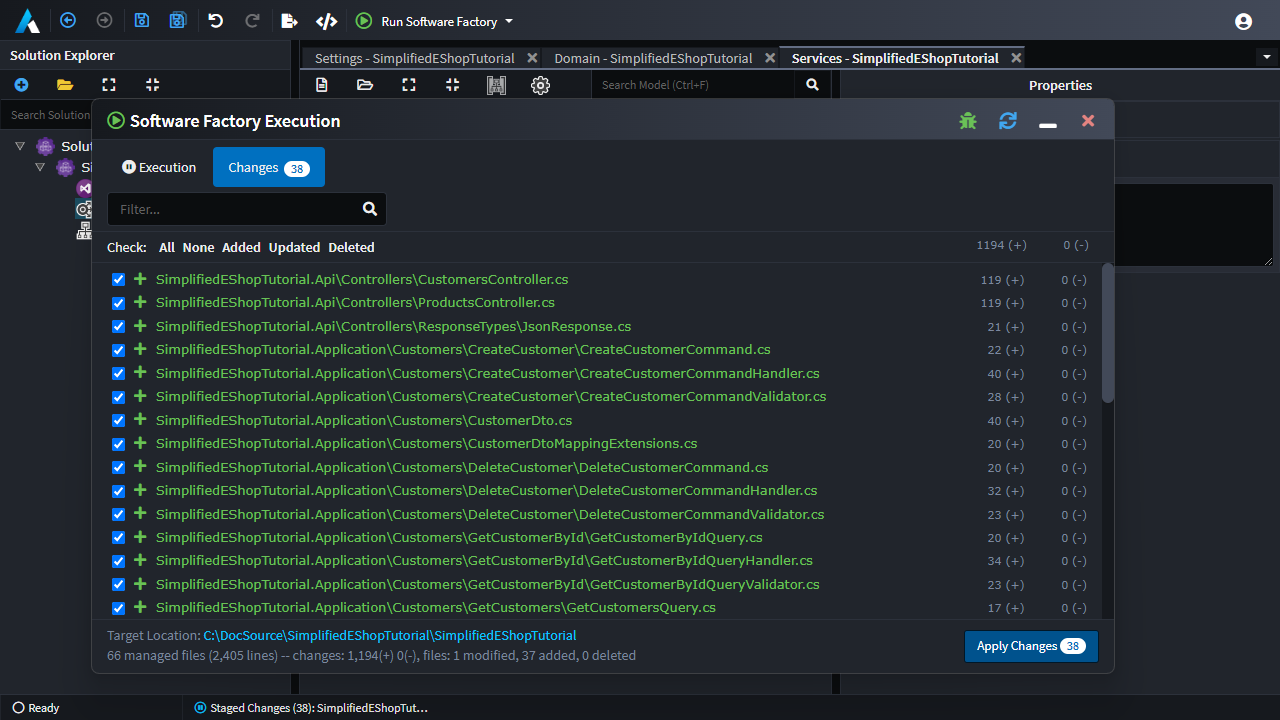 Run Software Factory
Solution Explorer
Settings - SimplifiedEShopTutorial
Domain - SimplifiedEShopTutorial
Services - SimplifiedEShopTutorial
Search Model (Ctrl+F)
Properties
Search Solution
Solut
Si
Software Factory Execution
Execution
Changes 38
Filter...
Check: All None Added Updated Deleted 1194 (+) 0 (-)
SimplifiedEShopTutorial.Api\Controllers\CustomersController.cs 119 (+) 0 (-)
SimplifiedEShopTutorial.Api\Controllers\ProductsController.cs 119 (+) 0 (-)
SimplifiedEShopTutorial.Api\Controllers\ResponseTypes\JsonResponse.cs 21 (+) 0 (-)
SimplifiedEShopTutorial.Application\Customers\CreateCustomer\CreateCustomerCommand.cs 22 (+) 0 (-)
SimplifiedEShopTutorial.Application\Customers\CreateCustomer\CreateCustomerCommandHandler.cs 40 (+) 0 (-)
SimplifiedEShopTutorial.Application\Customers\CreateCustomer\CreateCustomerCommandValidator.cs 28 (+) 0 (-)
SimplifiedEShopTutorial.Application\Customers\CustomerDto.cs 40 (+) 0 (-)
SimplifiedEShopTutorial.Application\Customers\CustomerDtoMappingExtensions.cs 20 (+) 0 (-)
SimplifiedEShopTutorial.Application\Customers\DeleteCustomer\DeleteCustomerCommand.cs 20 (+) 0 (-)
SimplifiedEShopTutorial.Application\Customers\DeleteCustomer\DeleteCustomerCommandHandler.cs 32 (+) 0 (-)
SimplifiedEShopTutorial.Application\Customers\DeleteCustomer\DeleteCustomerCommandValidator.cs 23 (+) 0 (-)
SimplifiedEShopTutorial.Application\Customers\GetCustomerById\GetCustomerByIdQuery.cs 20 (+) 0 (-)
SimplifiedEShopTutorial.Application\Customers\GetCustomerById\GetCustomerByIdQueryHandler.cs 34 (+) 0 (-)
SimplifiedEShopTutorial.Application\Customers\GetCustomerById\GetCustomerByIdQueryValidator.cs 23 (+) 0 (-)
SimplifiedEShopTutorial.Application\Customers\GetCustomers\GetCustomersQuery.cs 17 (+) 0 (-)
Target Location: C:\DocSource\SimplifiedEShopTutorial\SimplifiedEShopTutorial
66 managed files (2,405 lines) -- changes: 1,194(+) 0(-), files: 1 modified, 37 added, 0 deleted
Apply Changes 38
Ready
Staged Changes (38): SimplifiedEShopTut...